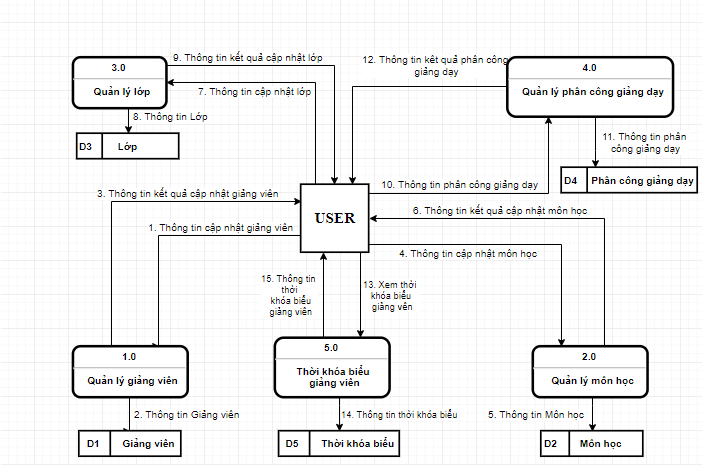 9. Thông tin kết quả cập nhật lớp
12. Thông tin kết quả phân công
giảng dạy
3.0
Quản lý lớp
7. Thông tin cập nhật lớp
4.0
Quản lý phân công giảng dạy
8. Thông tin Lớp
D3
Lớp
11. Thông tin phân
công giảng dạy
D4
Phân công giảng dạy
10. Thông tin phân công giảng dạy
3. Thông tin kết quả cập nhật giảng viên
USER
6. Thông tin kết quả cập nhật môn học
1. Thông tin cập nhật giảng viên
4. Thông tin cập nhật môn học
15. Thông tin
thời
khóa biểu
giảng viên
13. Xem thời
khóa biểu
giảng vên
1.0
Quản lý giảng viên
5.0
Thời khóa biểu
giảng viên
2.0
Quản lý môn học
2. Thông tin Giảng viên
14. Thông tin thời khóa biểu
5. Thông tin Môn học
D1
Giảng viên
D5
Thời khóa biểu
D2
Môn học